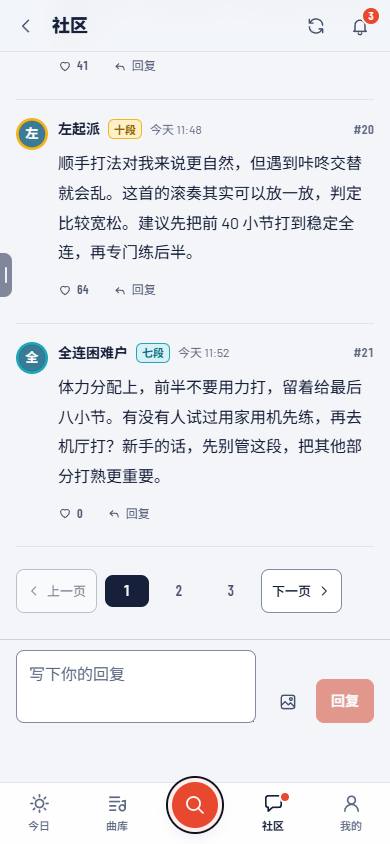 社区
3
41 回复
左 左起派 十段 今天 11:48 #20
顺手打法对我来说更自然，但遇到咔咚交替
就会乱。这首的滚奏其实可以放一放，判定
比较宽松。建议先把前 40 小节打到稳定全
连，再专门练后半。
64 回复
全 全连困难户 七段 今天 11:52 #21
体力分配上，前半不要用力打，留着给最后
八小节。有没有人试过用家用机先练，再去
机厅打？新手的话，先别管这段，把其他部
分打熟更重要。
0 回复
上一页 1 2 3 下一页
写下你的回复
回复
今日 曲库 社区 我的